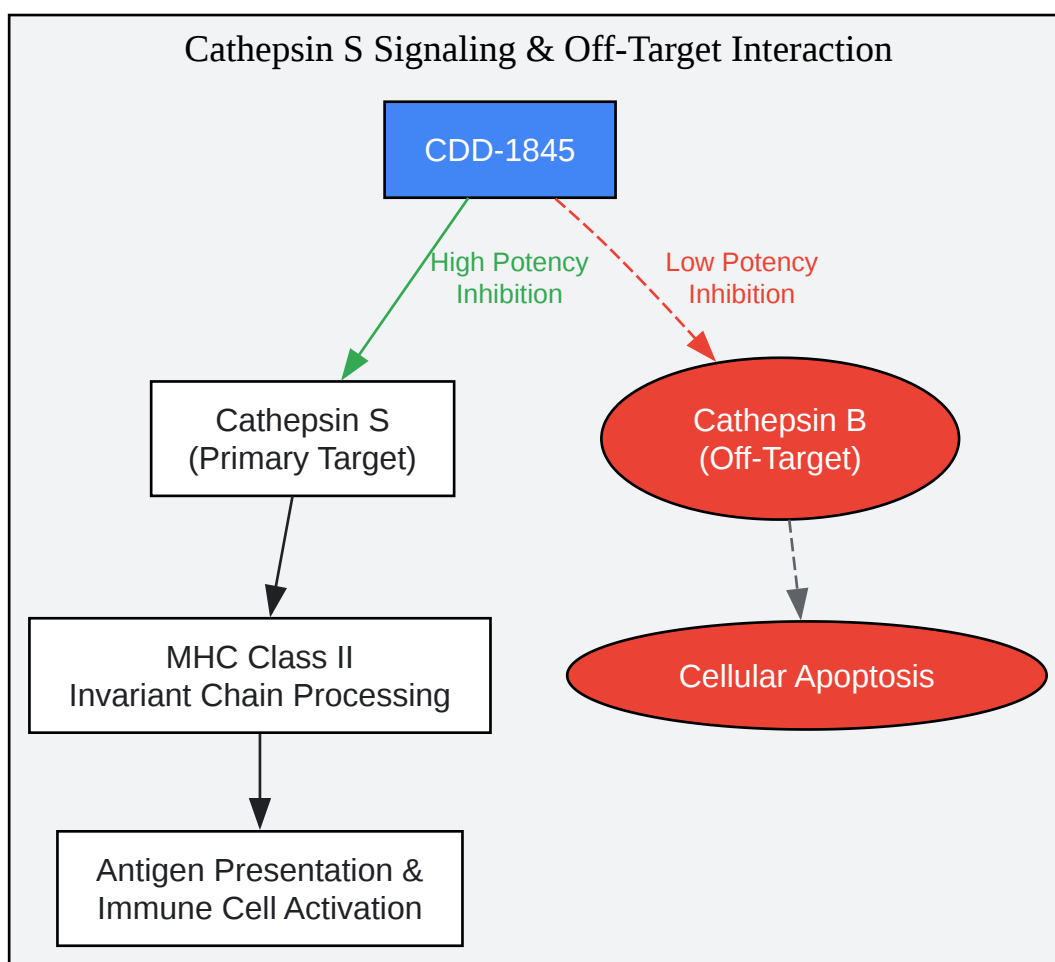 Cathepsin S Signaling & Off-Target Interaction
CDD-1845
High Potency
Inhibition
Low Potency
Inhibition
Cathepsin S
(Primary Target)
Cathepsin B
(Off-Target)
MHC Class II
Invariant Chain Processing
Cellular Apoptosis
Antigen Presentation &
Immune Cell Activation